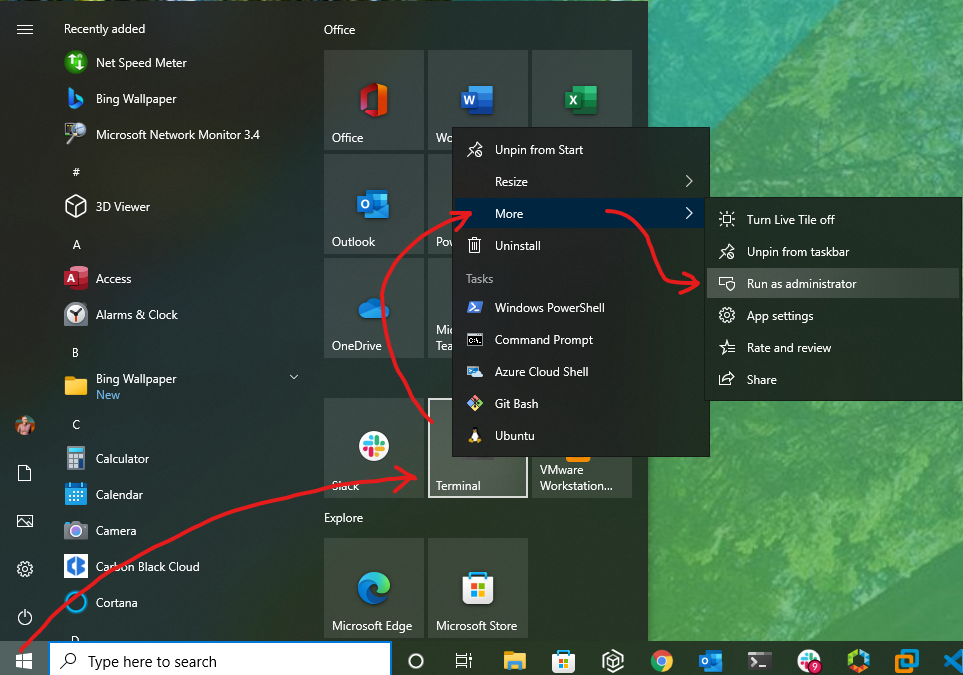 Recently added
Net Speed Meter
Bing Wallpaper
Microsoft Network Monitor 3.4
#
3D Viewer
A
Access
Alarms & Clock
B
Bing Wallpaper
New
C
Calculator
Calendar
Camera
Carbon Black Cloud
Cortana
D
Office
Office
Wo
Outlook
Pow
OneDrive
Mic
Tea
Slack
Terminal
VMware
Workstation...
Explore
Microsoft Edge
Microsoft Store
Unpin from Start
Resize
More
Uninstall
Tasks
Windows PowerShell
Command Prompt
Azure Cloud Shell
Git Bash
Ubuntu
Turn Live Tile off
Unpin from taskbar
Run as administrator
App settings
Rate and review
Share
Type here to search
9